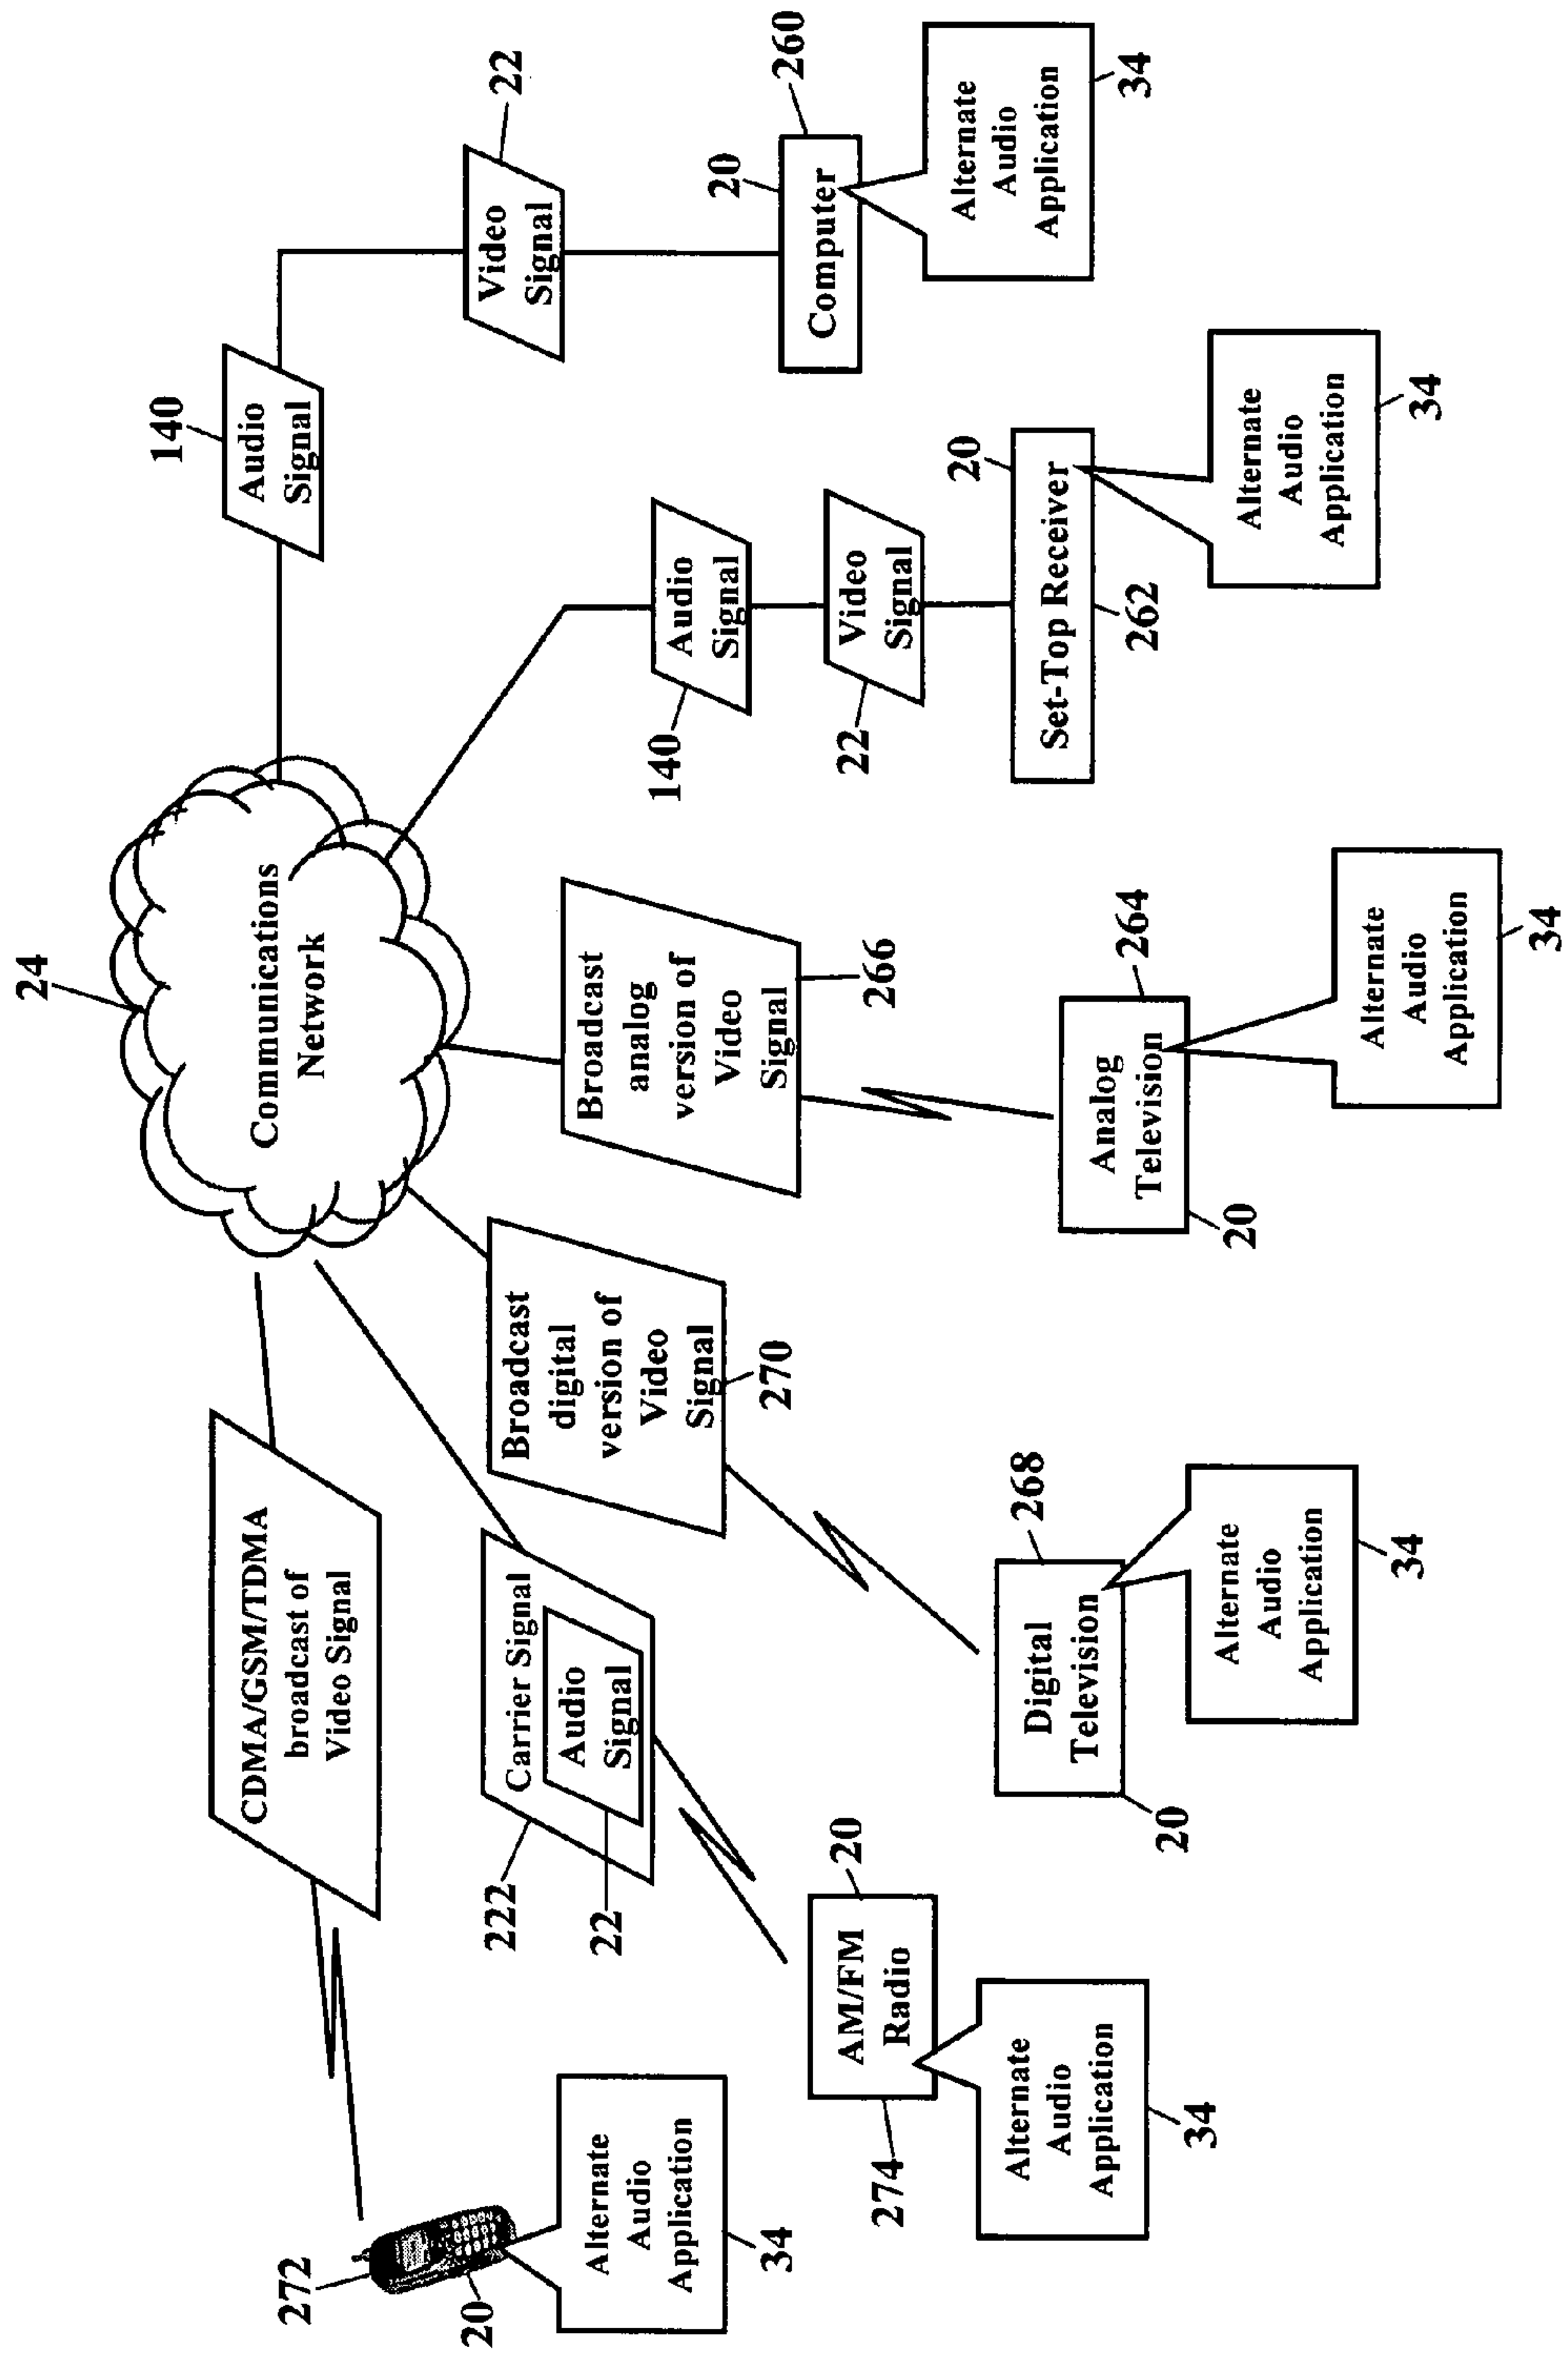 24
Communications
Network
CDMA/GSM/TDMA
broadcast of
Video Signal
272
20
Alternate
Audio
Application
34
222
Carrier Signal
Audio
Signal
22
AM/FM
Radio
20
274
Alternate
Audio
Application
34
Broadcast
digital
version of
Video
Signal
270
Digital
Television
268
20
Alternate
Audio
Application
34
Broadcast
analog
version of
Video
Signal
266
Analog
Television
264
20
Alternate
Audio
Application
34
Audio
Signal
140
Video
Signal
22
Set-Top Receiver
20
262
Alternate
Audio
Application
34
140
Audio
Signal
Video
Signal
22
20
Computer
260
Alternate
Audio
Application
34